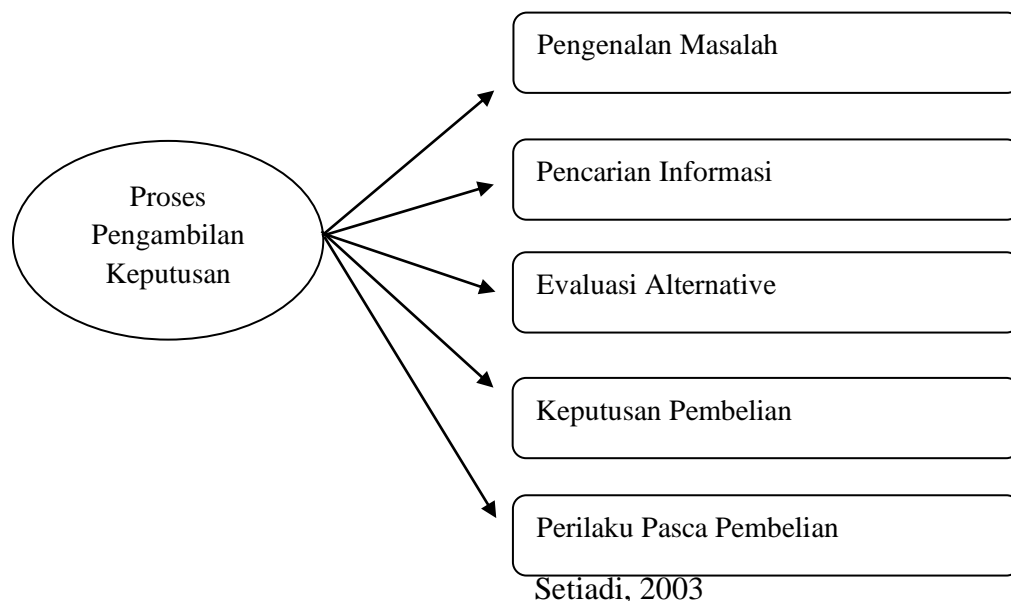 Pengenalan Masalah
Pencarian Informasi
Proses
Pengambilan
Keputusan
Evaluasi Alternative
Keputusan Pembelian
Perilaku Pasca Pembelian
Setiadi, 2003